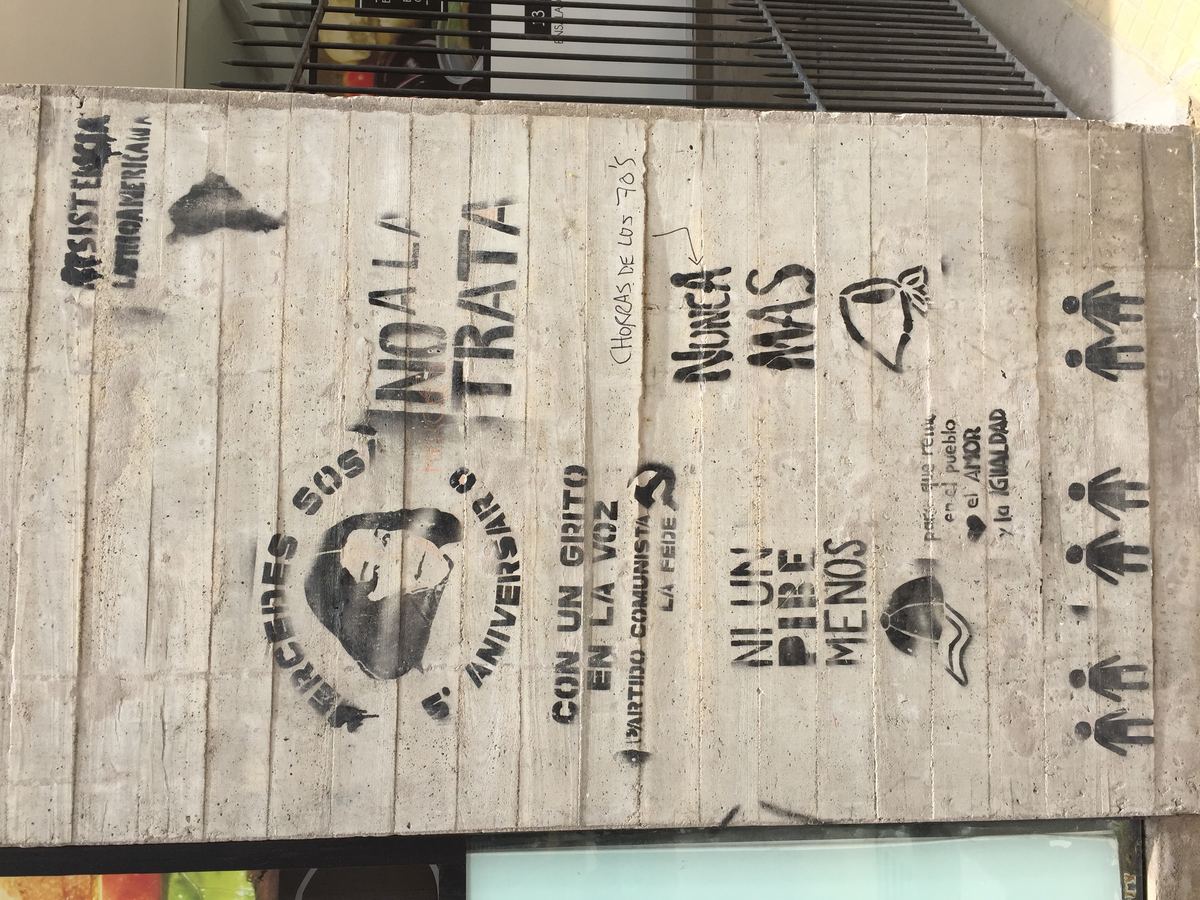 RESISTENCIA
LATINOAMERICANA
MERCEDES SOSA
5. ANIVERSARIO
NO A LA
TRATA
CON UN GRITO
EN LA VOZ
PARTIDO COMUNISTA
LA FEDE
CHORRAS DE LOS 70'S
NUNCA
MAS
NI UN
PIBE
MENOS
para que reine
en el pueblo
el AMOR
y la IGUALDAD
13